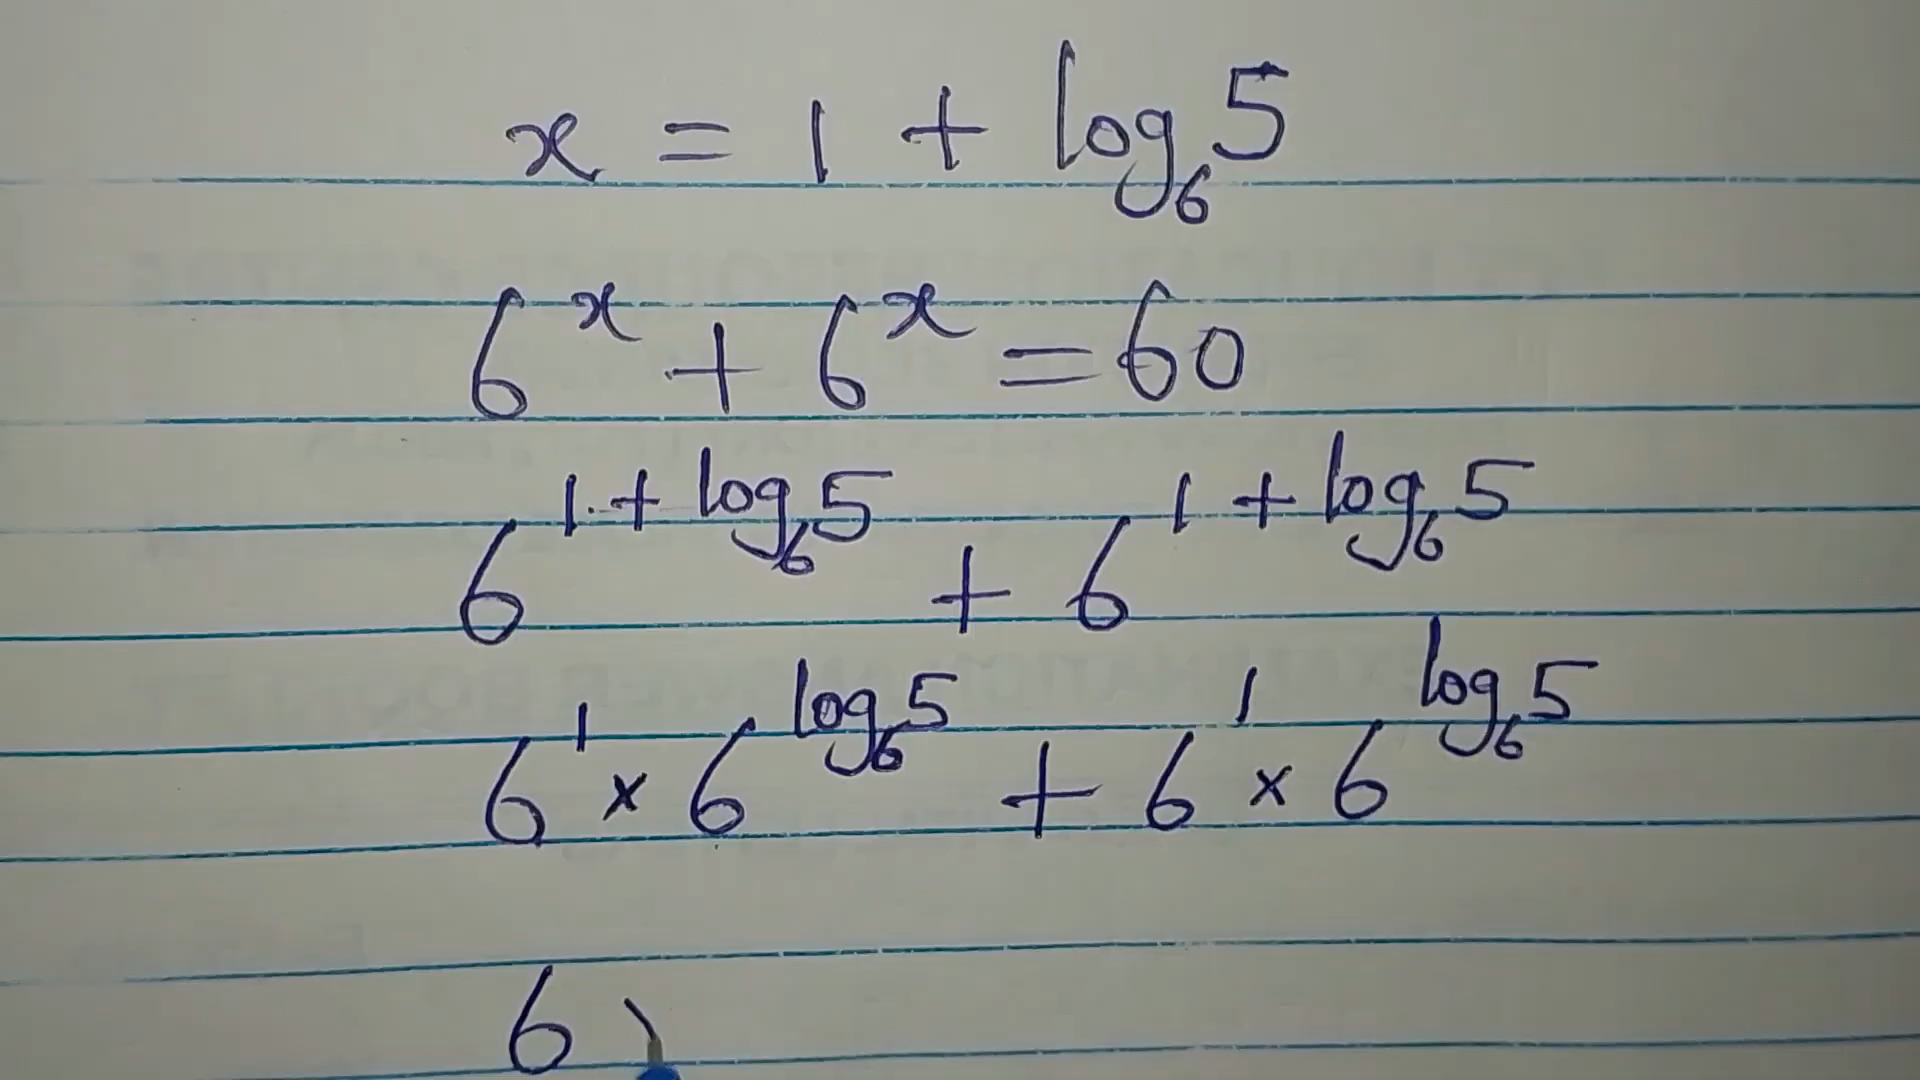 x = 1 + log₆5
6ˣ + 6ˣ = 60
6^(1 + log₆5) + 6^(1 + log₆5)
6¹ × 6^(log₆5) + 6¹ × 6^(log₆5)
6